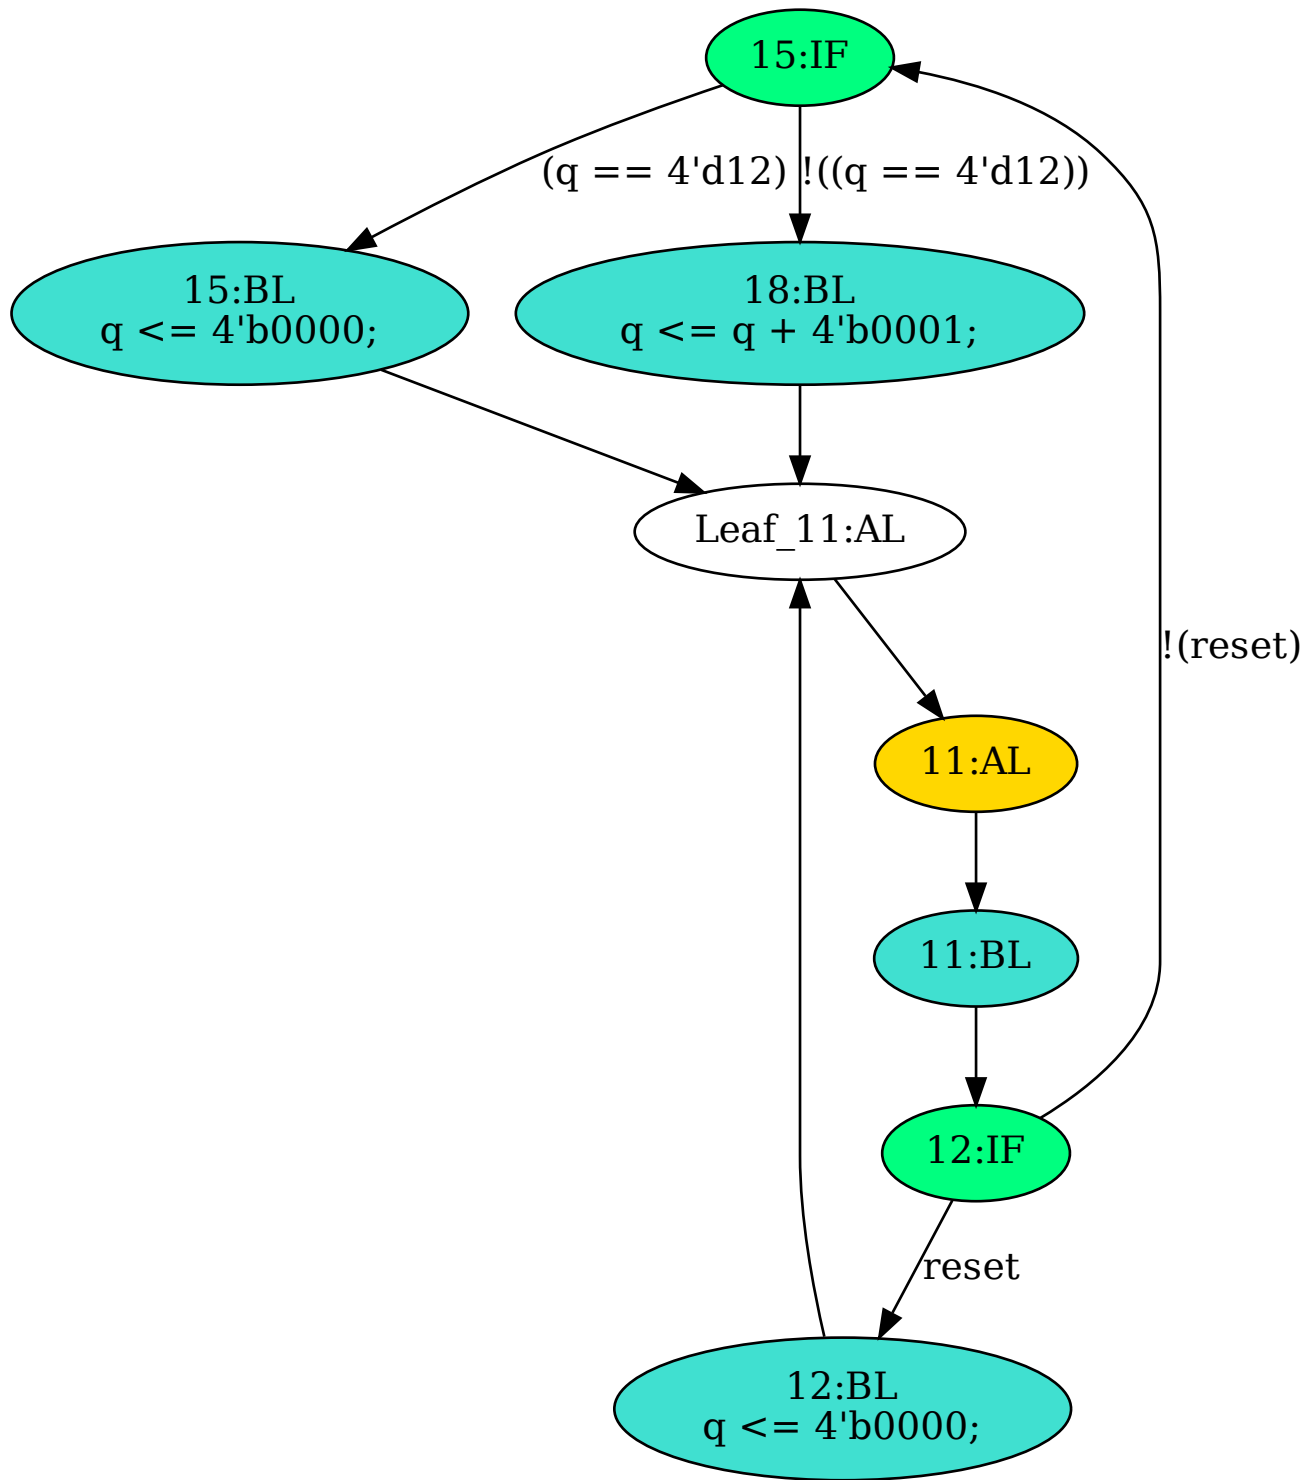 15:IF
(q == 4'd12)
!((q == 4'd12))
15:BL
q <= 4'b0000;
18:BL
q <= q + 4'b0001;
Leaf_11:AL
!(reset)
11:AL
11:BL
12:IF
reset
12:BL
q <= 4'b0000;